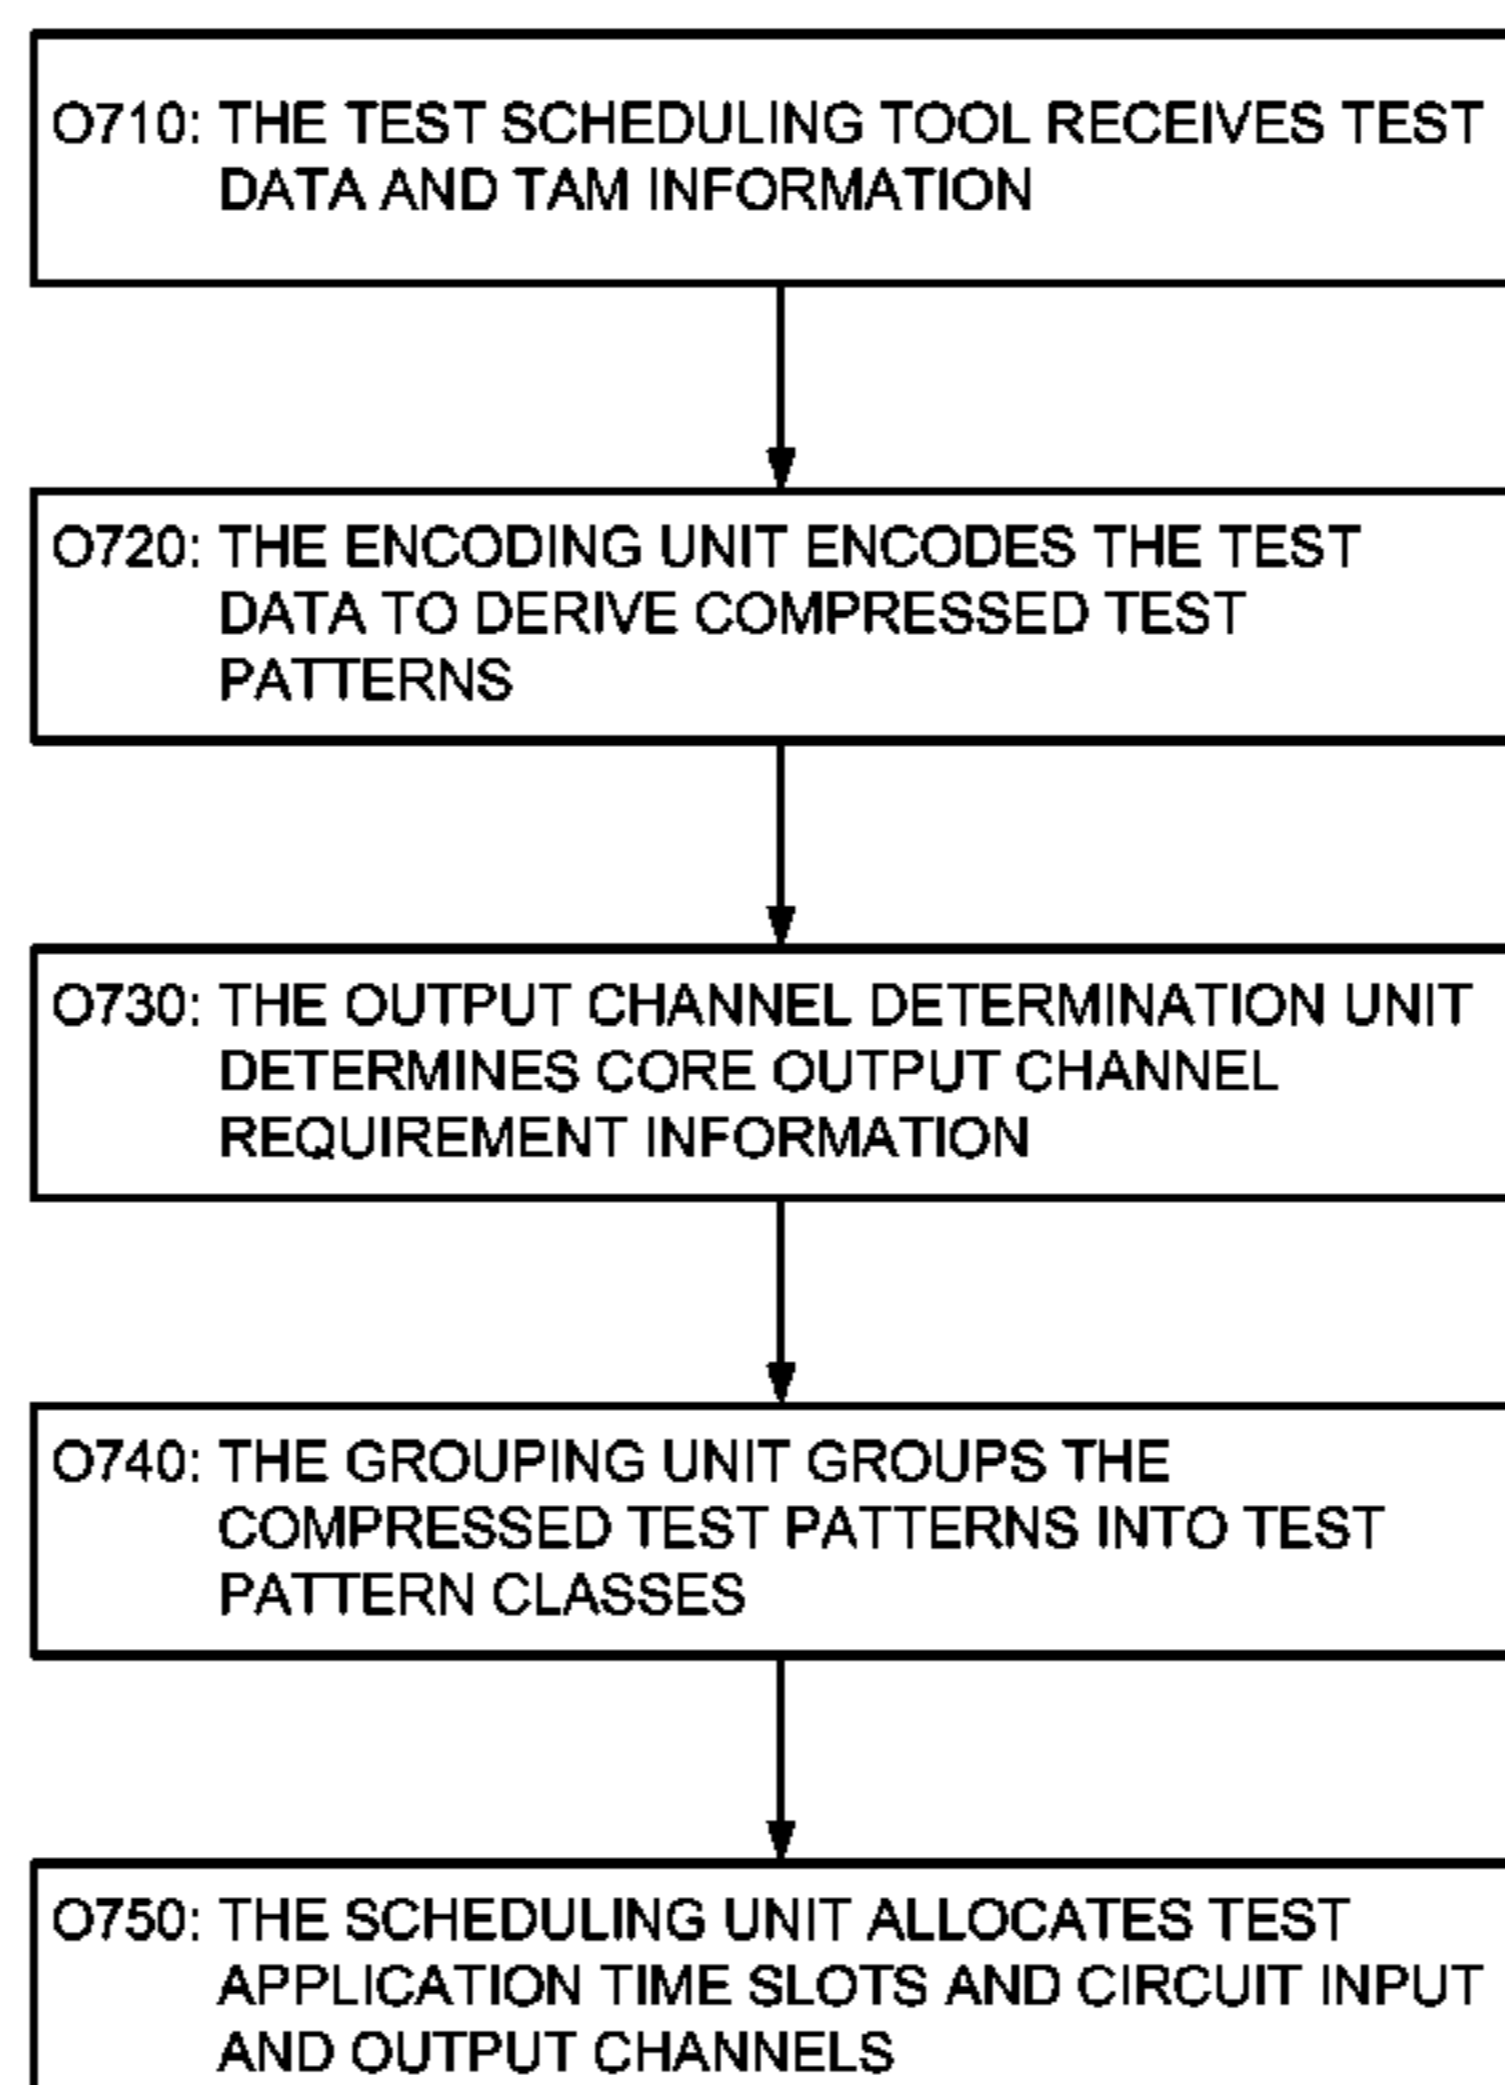 O710: THE TEST SCHEDULING TOOL RECEIVES TEST
DATA AND TAM INFORMATION
O720: THE ENCODING UNIT ENCODES THE TEST
DATA TO DERIVE COMPRESSED TEST
PATTERNS
O730: THE OUTPUT CHANNEL DETERMINATION UNIT
DETERMINES CORE OUTPUT CHANNEL
REQUIREMENT INFORMATION
O740: THE GROUPING UNIT GROUPS THE
COMPRESSED TEST PATTERNS INTO TEST
PATTERN CLASSES
O750: THE SCHEDULING UNIT ALLOCATES TEST
APPLICATION TIME SLOTS AND CIRCUIT INPUT
AND OUTPUT CHANNELS